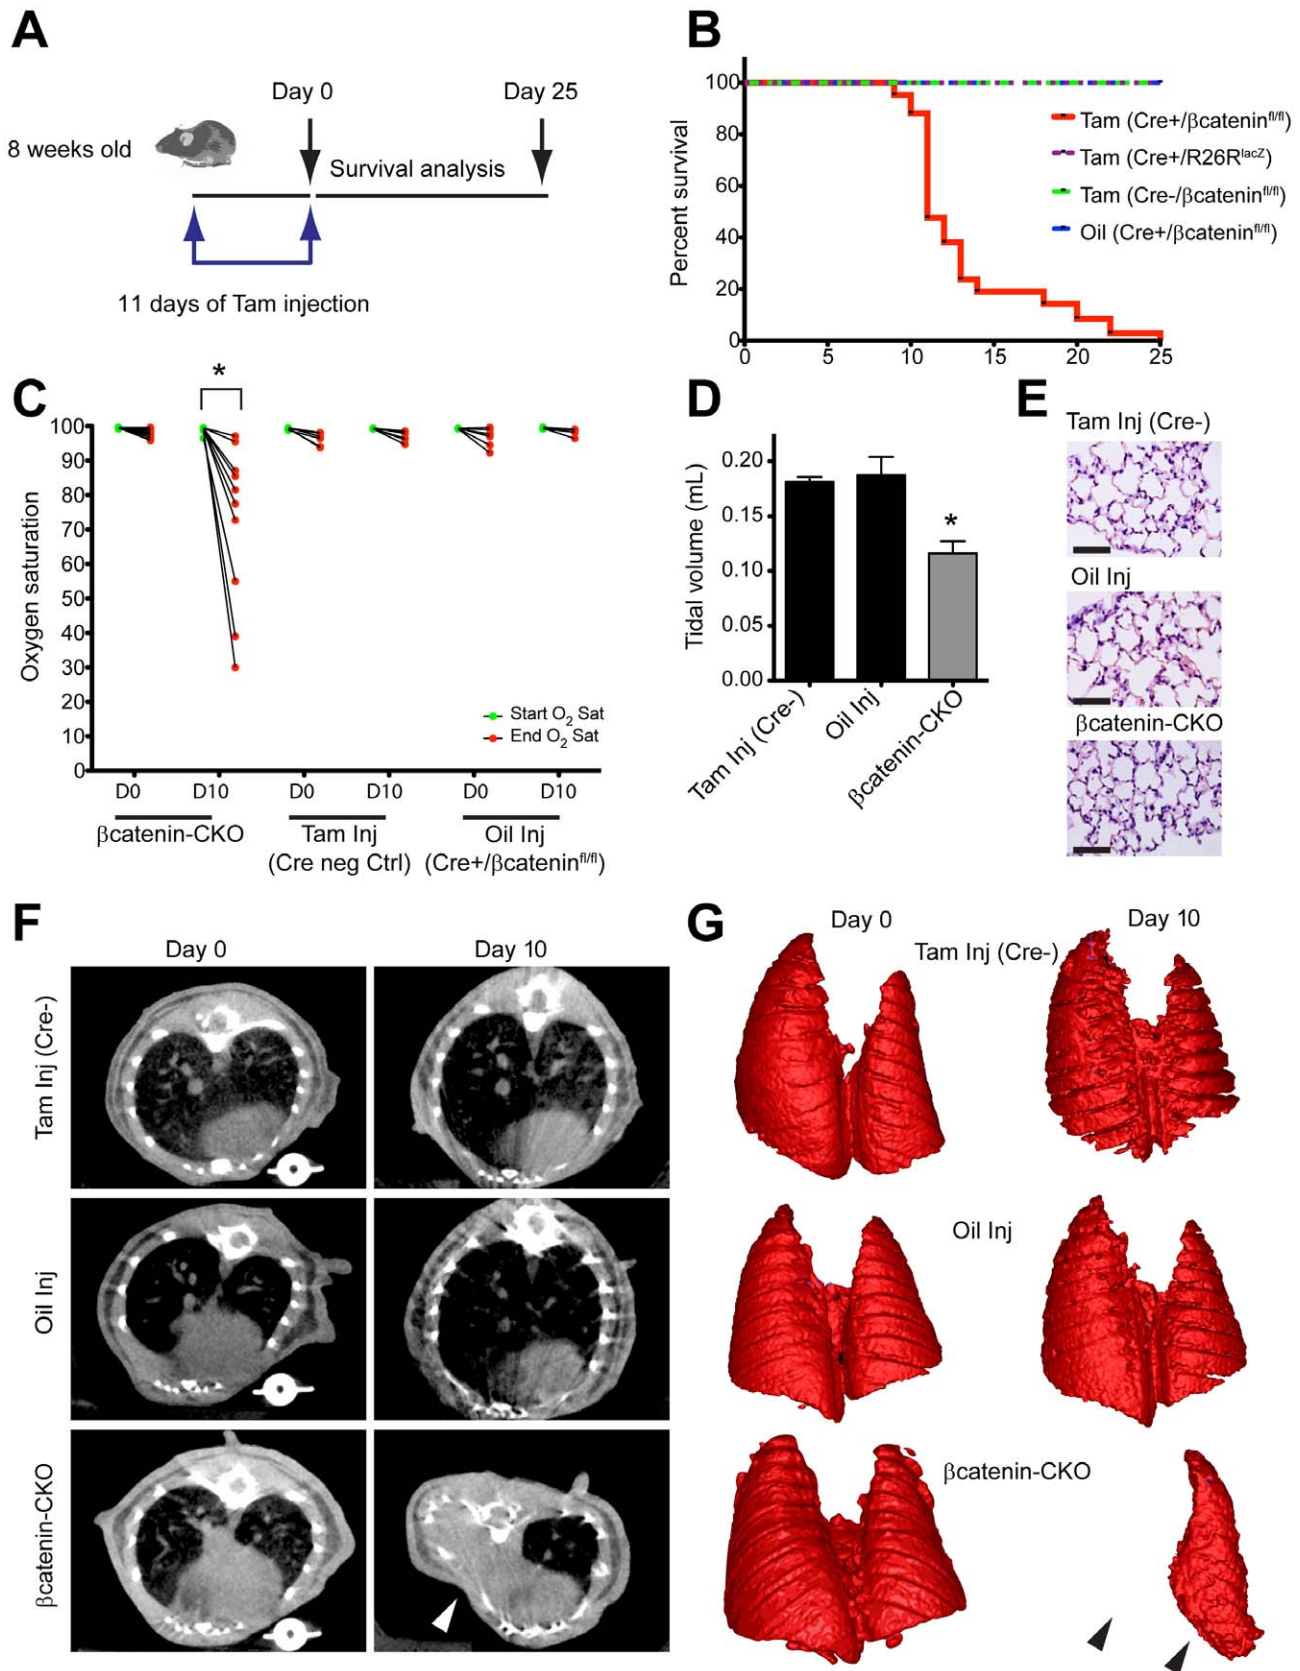 A
Day 0
Day 25
8 weeks old
Survival analysis
11 days of Tam injection
B
Percent survival
100
80
60
40
20
0
0 5 10 15 20 25
Tam (Cre+/βcatenin^fl/fl)
Tam (Cre+/R26R^lacZ)
Tam (Cre-/βcatenin^fl/fl)
Oil (Cre+/βcatenin^fl/fl)
C
*
Oxygen saturation
100
90
80
70
60
50
40
30
20
10
0
Start O2 Sat
End O2 Sat
D0 D10 D0 D10 D0 D10
βcatenin-CKO
Tam Inj
(Cre neg Ctrl)
Oil Inj
(Cre+/βcatenin^fl/fl)
D
Tidal volume (mL)
0.20
0.15
0.10
0.05
0.00
*
Tam Inj (Cre-)
Oil Inj
βcatenin-CKO
E
Tam Inj (Cre-)
Oil Inj
βcatenin-CKO
F
Day 0
Day 10
Tam Inj (Cre-)
Oil Inj
βcatenin-CKO
G
Day 0
Day 10
Tam Inj (Cre-)
Oil Inj
βcatenin-CKO